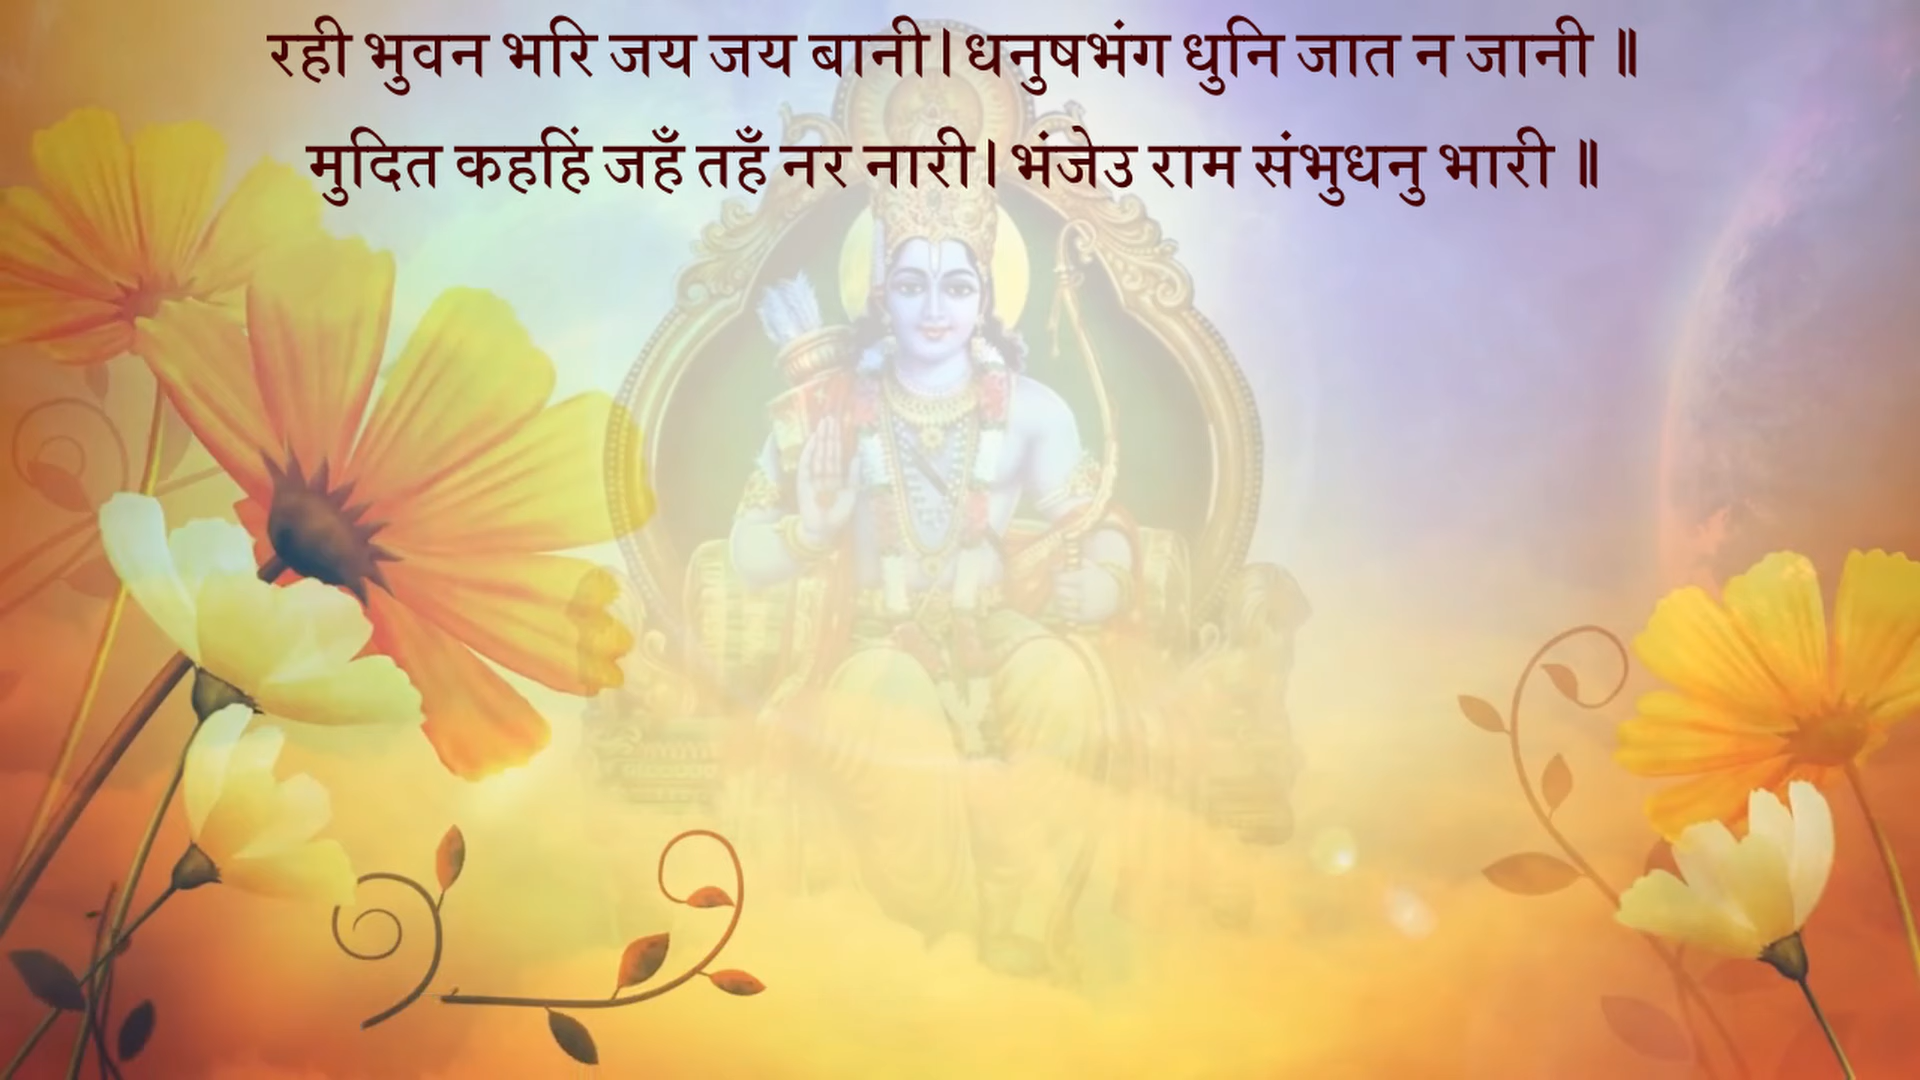 रही भुवन भरि जय जय बानी। धनुषभंग धुनि जात न जानी ॥
मुदित कहहिं जहँ तहँ नर नारी। भंजेउ राम संभुधनु भारी ॥